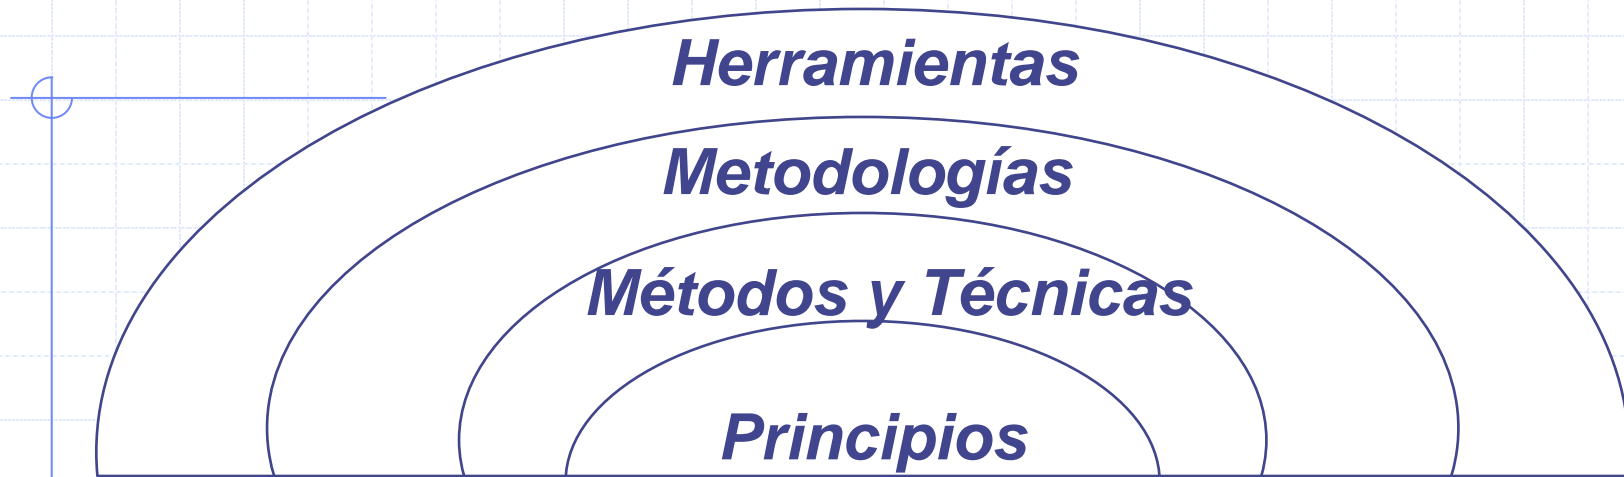 Herramientas
Metodologías
Métodos y Técnicas
Principios